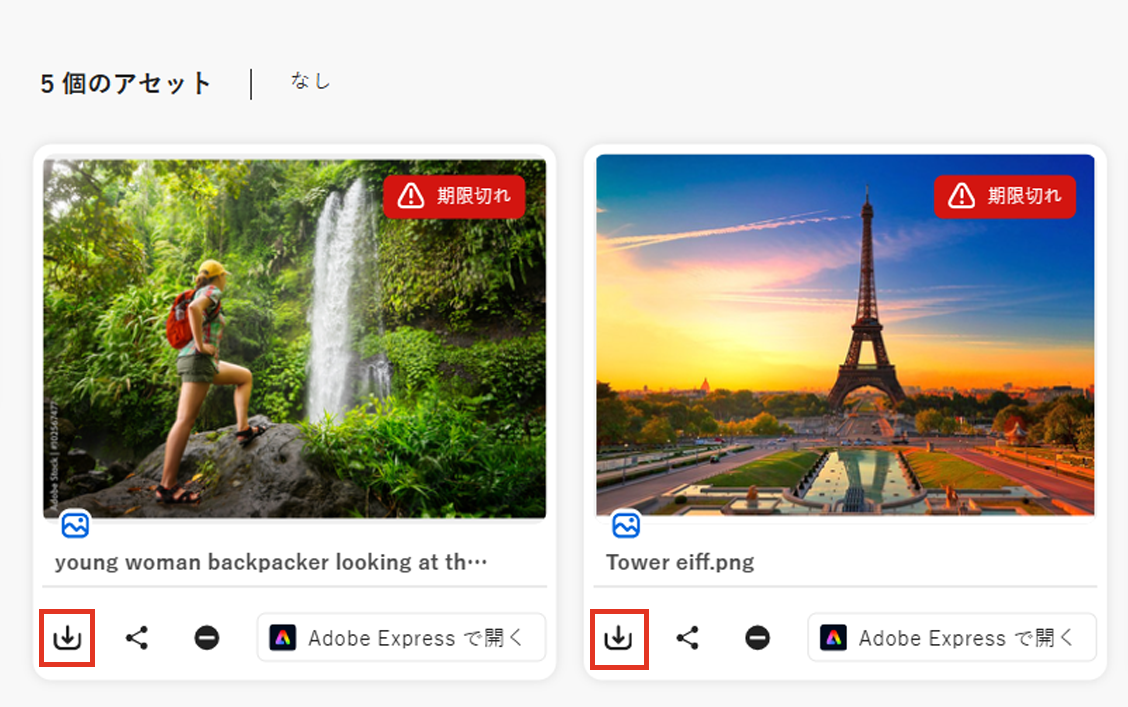 5 個のアセット
なし
期限切れ
期限切れ
Adobe Stock | #302567477
young woman backpacker looking at th…
Tower eiff.png
Adobe Express で開く
Adobe Express で開く